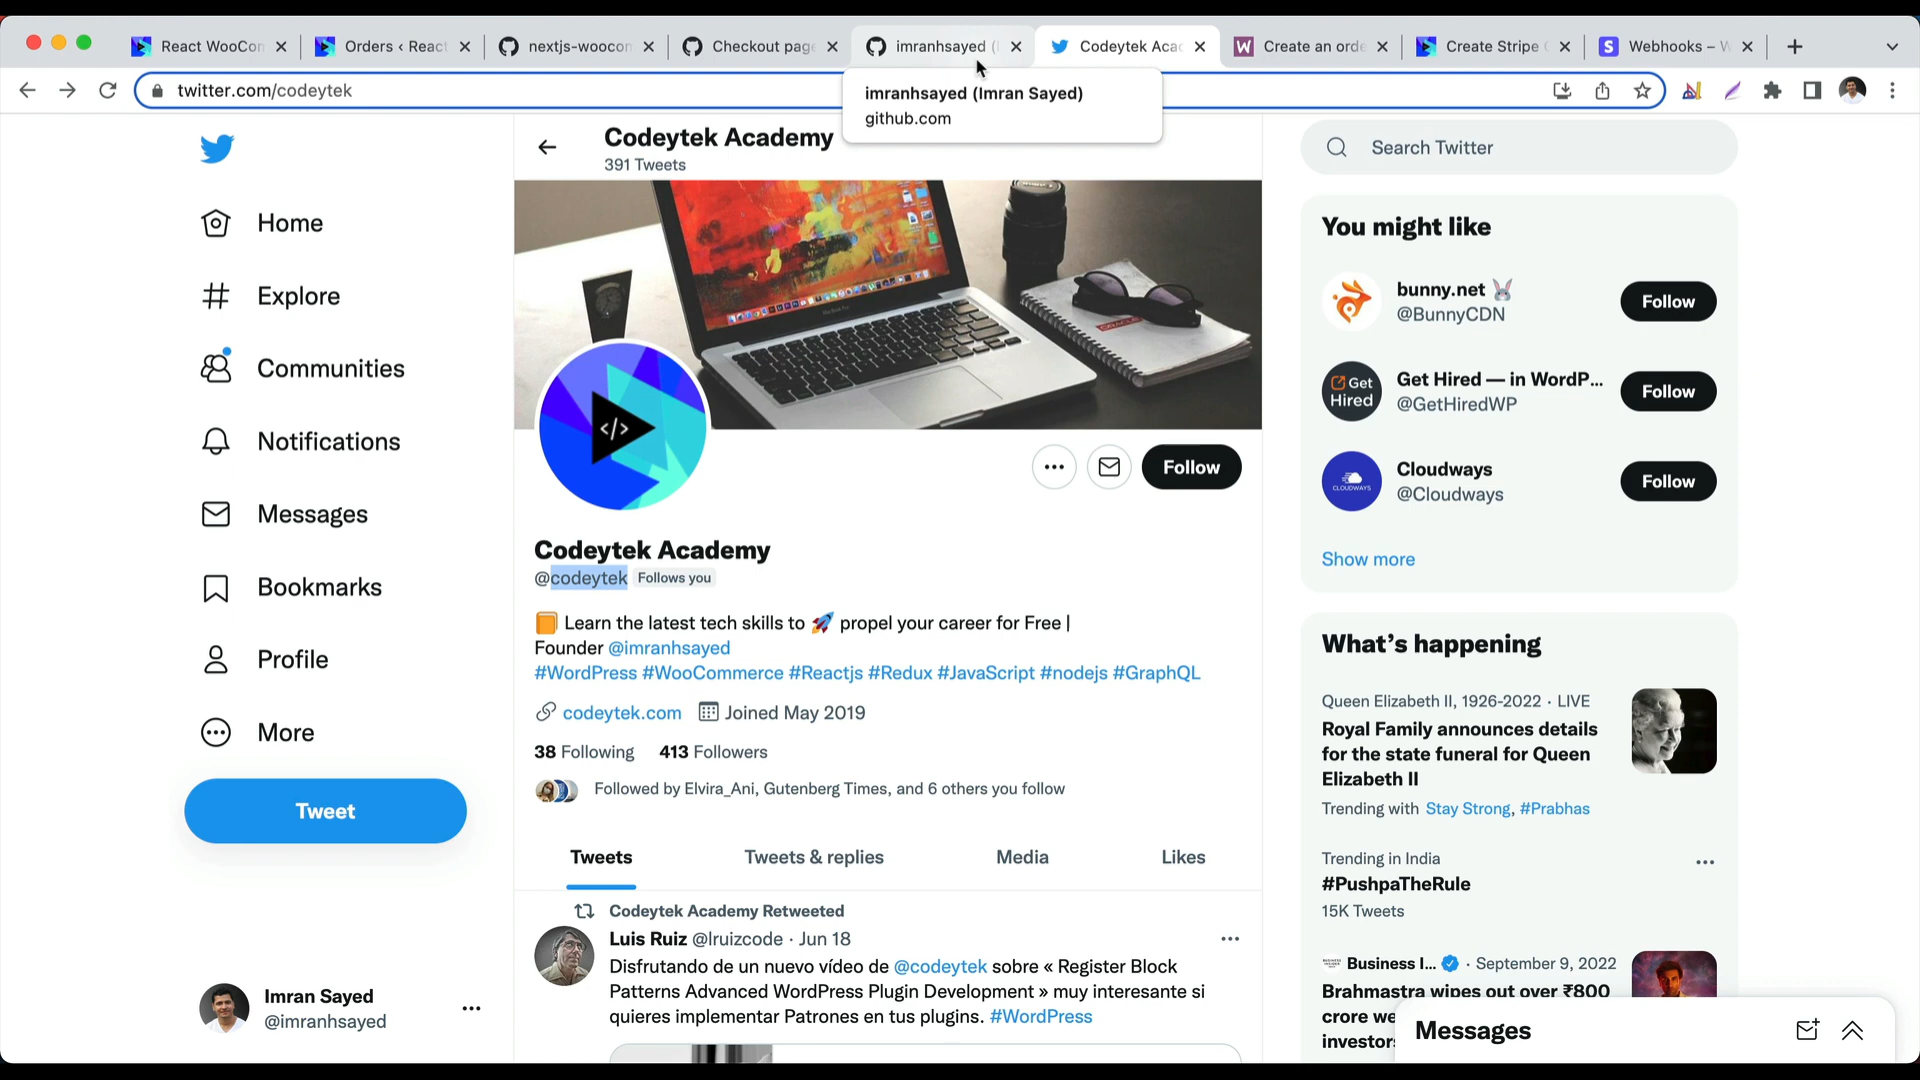 React WooCon
Orders ‹ React
nextjs-woocon
Checkout page
imranhsayed (I
Codeytek Acad
Create an orde
Create Stripe C
Webhooks – W
twitter.com/codeytek
imranhsayed (Imran Sayed)
github.com
Codeytek Academy
391 Tweets
Search Twitter
Home
Explore
Communities
Notifications
Messages
Bookmarks
Profile
More
Tweet
Imran Sayed
@imranhsayed
</>
Follow
Codeytek Academy
@codeytek Follows you
Learn the latest tech skills to 🚀 propel your career for Free |
Founder @imranhsayed
#WordPress #WooCommerce #Reactjs #Redux #JavaScript #nodejs #GraphQL
codeytek.com Joined May 2019
38 Following 413 Followers
Followed by Elvira_Ani, Gutenberg Times, and 6 others you follow
Tweets Tweets & replies Media Likes
Codeytek Academy Retweeted
Luis Ruiz @lruizcode · Jun 18
Disfrutando de un nuevo vídeo de @codeytek sobre « Register Block
Patterns Advanced WordPress Plugin Development » muy interesante si
quieres implementar Patrones en tus plugins. #WordPress
You might like
bunny.net 🐰
@BunnyCDN
Follow
Get Hired
Get Hired — in WordP...
@GetHiredWP
Follow
CLOUDWAYS
Cloudways
@Cloudways
Follow
Show more
What's happening
Queen Elizabeth II, 1926-2022 · LIVE
Royal Family announces details
for the state funeral for Queen
Elizabeth II
Trending with Stay Strong, #Prabhas
Trending in India
#PushpaTheRule
15K Tweets
Business I... · September 9, 2022
Brahmastra wipes out over ₹800
crore we
investor
Messages